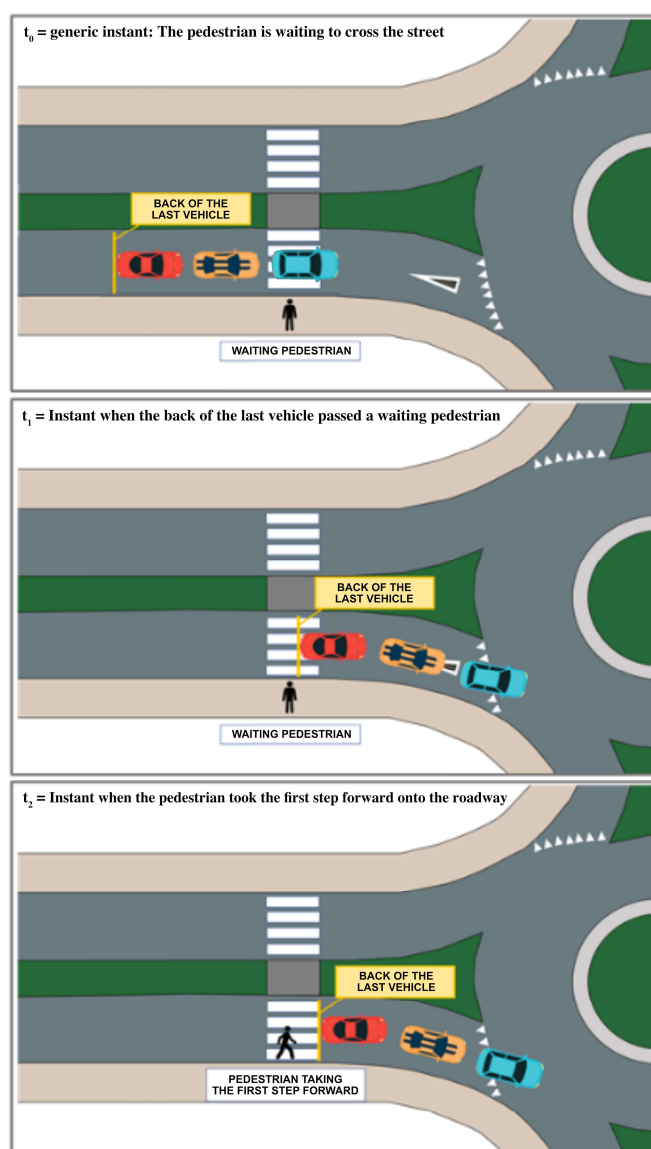 t₀ = generic instant: The pedestrian is waiting to cross the street
BACK OF THE
LAST VEHICLE
WAITING PEDESTRIAN
t₁ = Instant when the back of the last vehicle passed a waiting pedestrian
BACK OF THE
LAST VEHICLE
WAITING PEDESTRIAN
t₂ = Instant when the pedestrian took the first step forward onto the roadway
BACK OF THE
LAST VEHICLE
PEDESTRIAN TAKING
THE FIRST STEP FORWARD